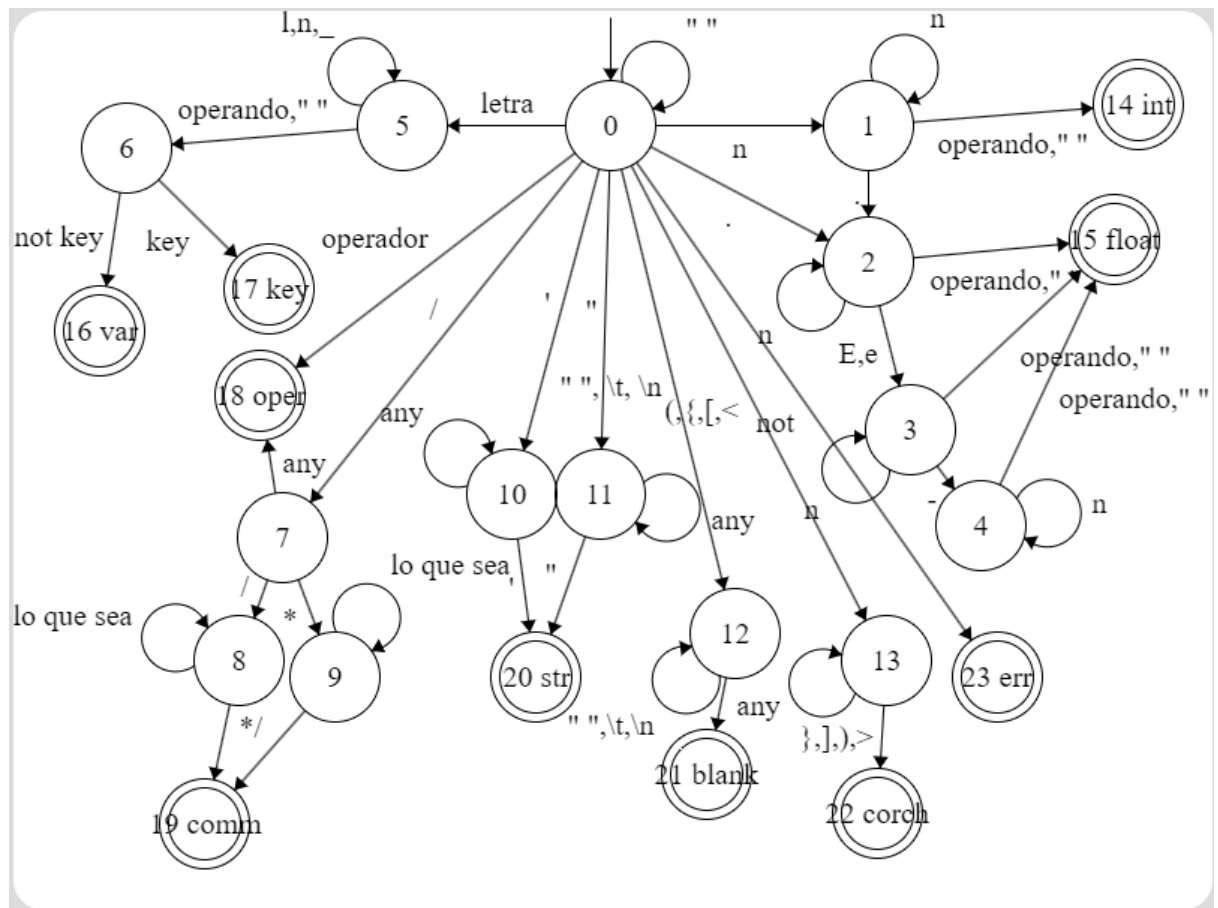 l,n,_
" "
n
operando," "
letra
5
0
1
14 int
6
n
operando," "
.
.
not key
key
operador
2
15 float
17 key
operando," "
16 var
/
'
"
n
E,e
operando," "
18 oper
any
" ", \t, \n
(,{,[,<
not
operando," "
3
any
10
11
-
4
n
7
any
n
lo que sea
'
"
/
*
lo que sea
8
9
12
13
20 str
23 err
*/
" ",\t,\n
any
},],),>
21 blank
19 comm
22 corch